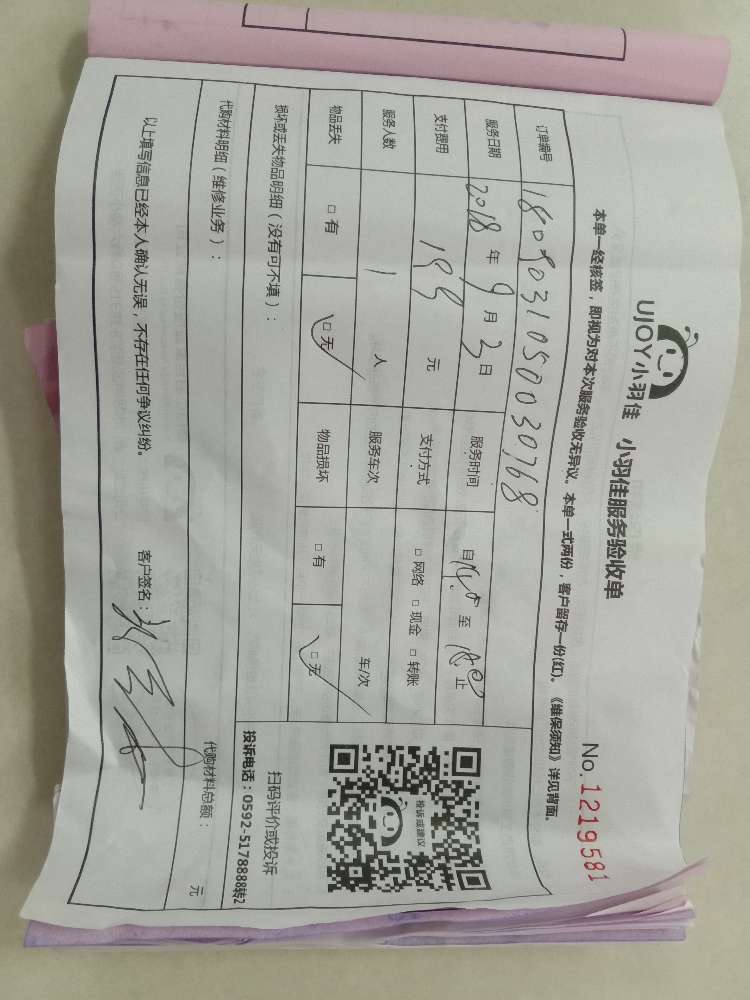 UJOY小羽佳 小羽佳服务验收单 No.1219581
本单一经核签，即视为对本次服务验收无异议。本单一式两份，客户留存一份(红)。《维保须知》详见背面。
订单编号 18090310500030768
服务日期 2018 年 9 月 3 日 服务时间 自 至 止
支付费用 元 支付方式 □ 网络 □ 现金 □ 转账
服务人数 1 人 服务车次 车/次
物品丢失 □ 有 □ 无 物品损坏 □ 有 □ 无
投诉或建议
扫码评价或投诉
投诉电话：0592-5178888转2
损坏或丢失物品明细（没有可不填）：
代购材料明细（维修业务）： 代购材料总额： 元
以上填写信息已经本人确认无误，不存在任何争议纠纷。 客户签名：